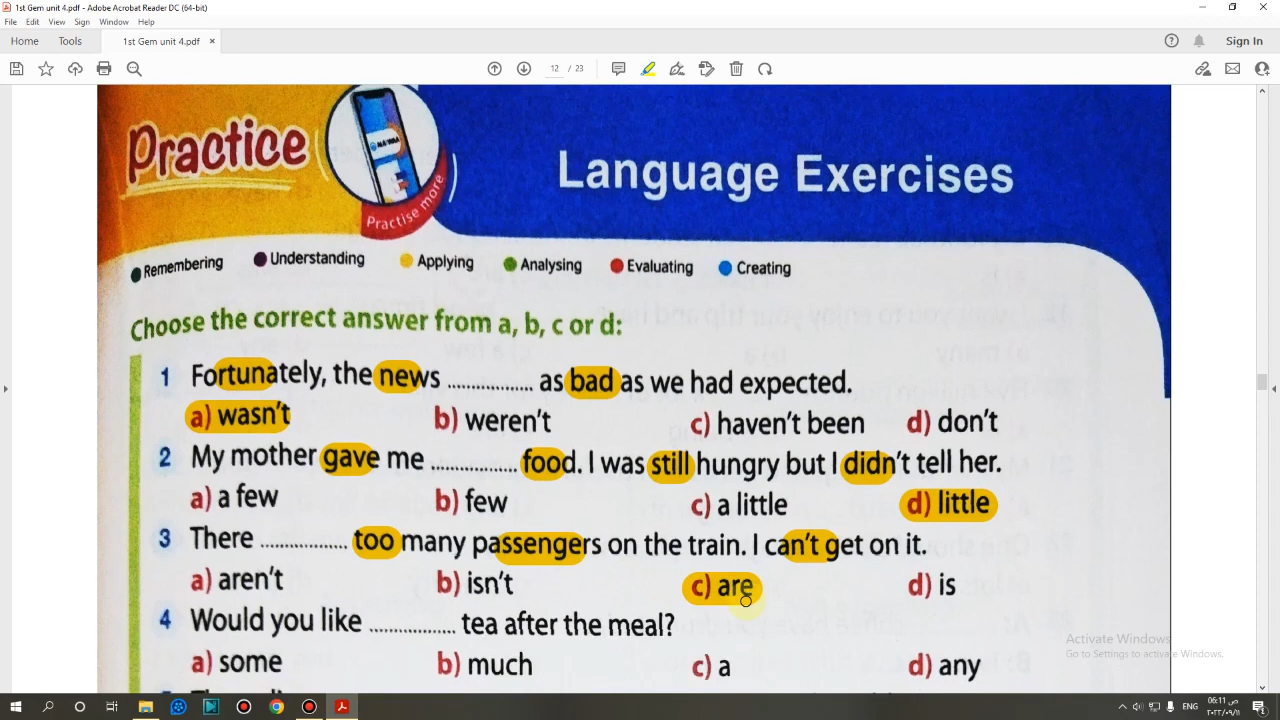 1st Gem unit 4.pdf - Adobe Acrobat Reader DC (64-bit)
File Edit View Sign Window Help
Home Tools 1st Gem unit 4.pdf × Sign In
12 / 23
Practice
Practise more
Language Exercises
Remembering Understanding Applying Analysing Evaluating Creating
Choose the correct answer from a, b, c or d:
1 Fortunately, the news ............... as bad as we had expected.
a) wasn't b) weren't c) haven't been d) don't
2 My mother gave me ............... food. I was still hungry but I didn't tell her.
a) a few b) few c) a little d) little
3 There ............... too many passengers on the train. I can't get on it.
a) aren't b) isn't c) are d) is
4 Would you like ............... tea after the meal?
a) some b) much c) a d) any
Activate Windows
Go to Settings to activate Windows.
ENG 06:11 ص
٢٠٢٢/٠٩/١١